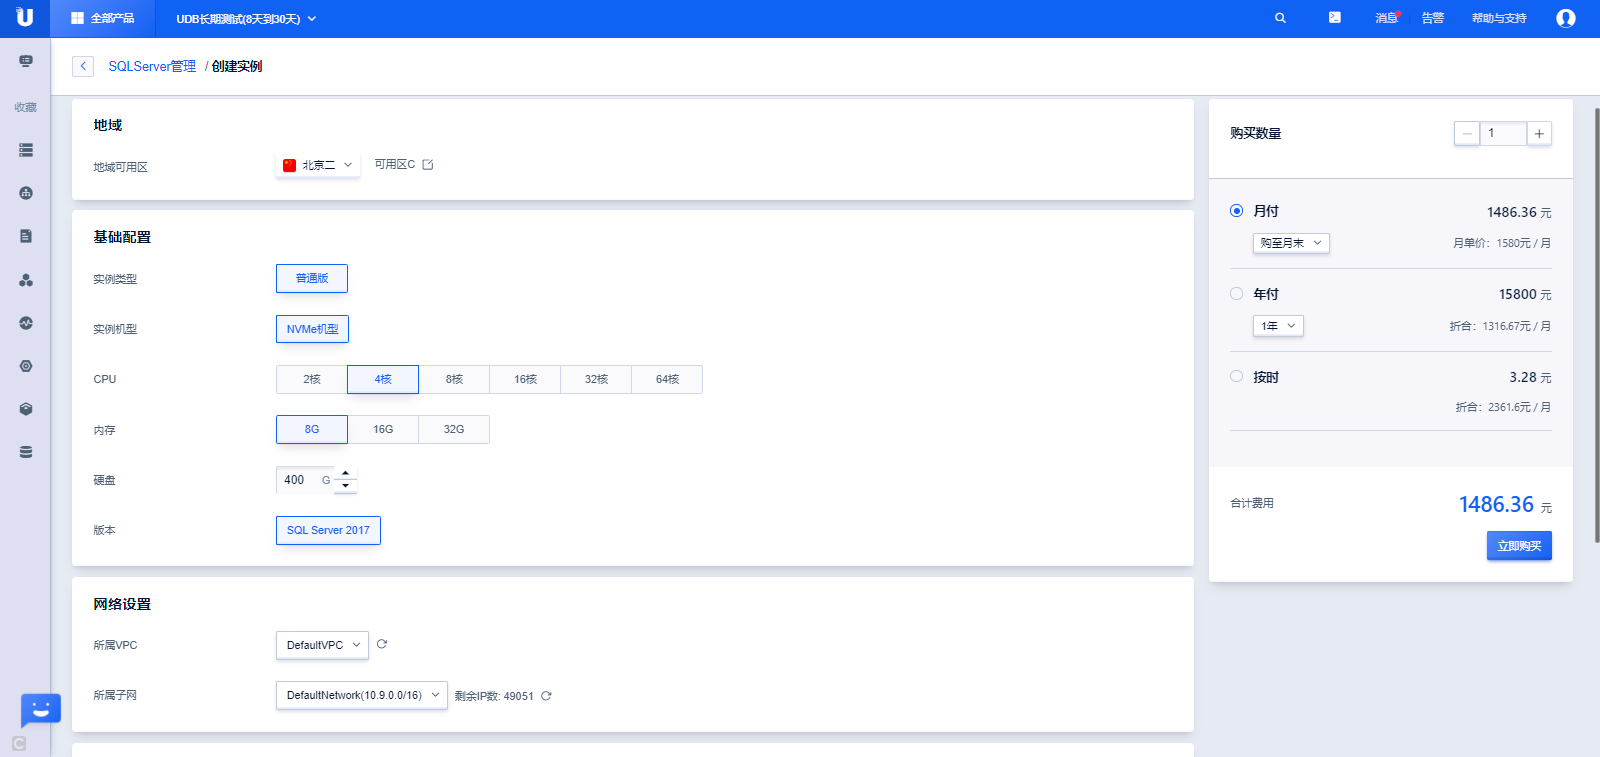 全部产品
UDB长期测试(8天到30天)
消息
告警
帮助与支持
收藏
SQLServer管理 / 创建实例
地域
地域可用区
北京二
可用区C
基础配置
实例类型
普通版
实例机型
NVMe机型
CPU
2核
4核
8核
16核
32核
64核
内存
8G
16G
32G
硬盘
400 G
版本
SQL Server 2017
网络设置
所属VPC
DefaultVPC
所属子网
DefaultNetwork(10.9.0.0/16)
剩余IP数: 49051
购买数量
1
月付
1486.36 元
购至月末
月单价：1580元 / 月
年付
15800 元
1年
折合：1316.67元 / 月
按时
3.28 元
折合：2361.6元 / 月
合计费用
1486.36 元
立即购买